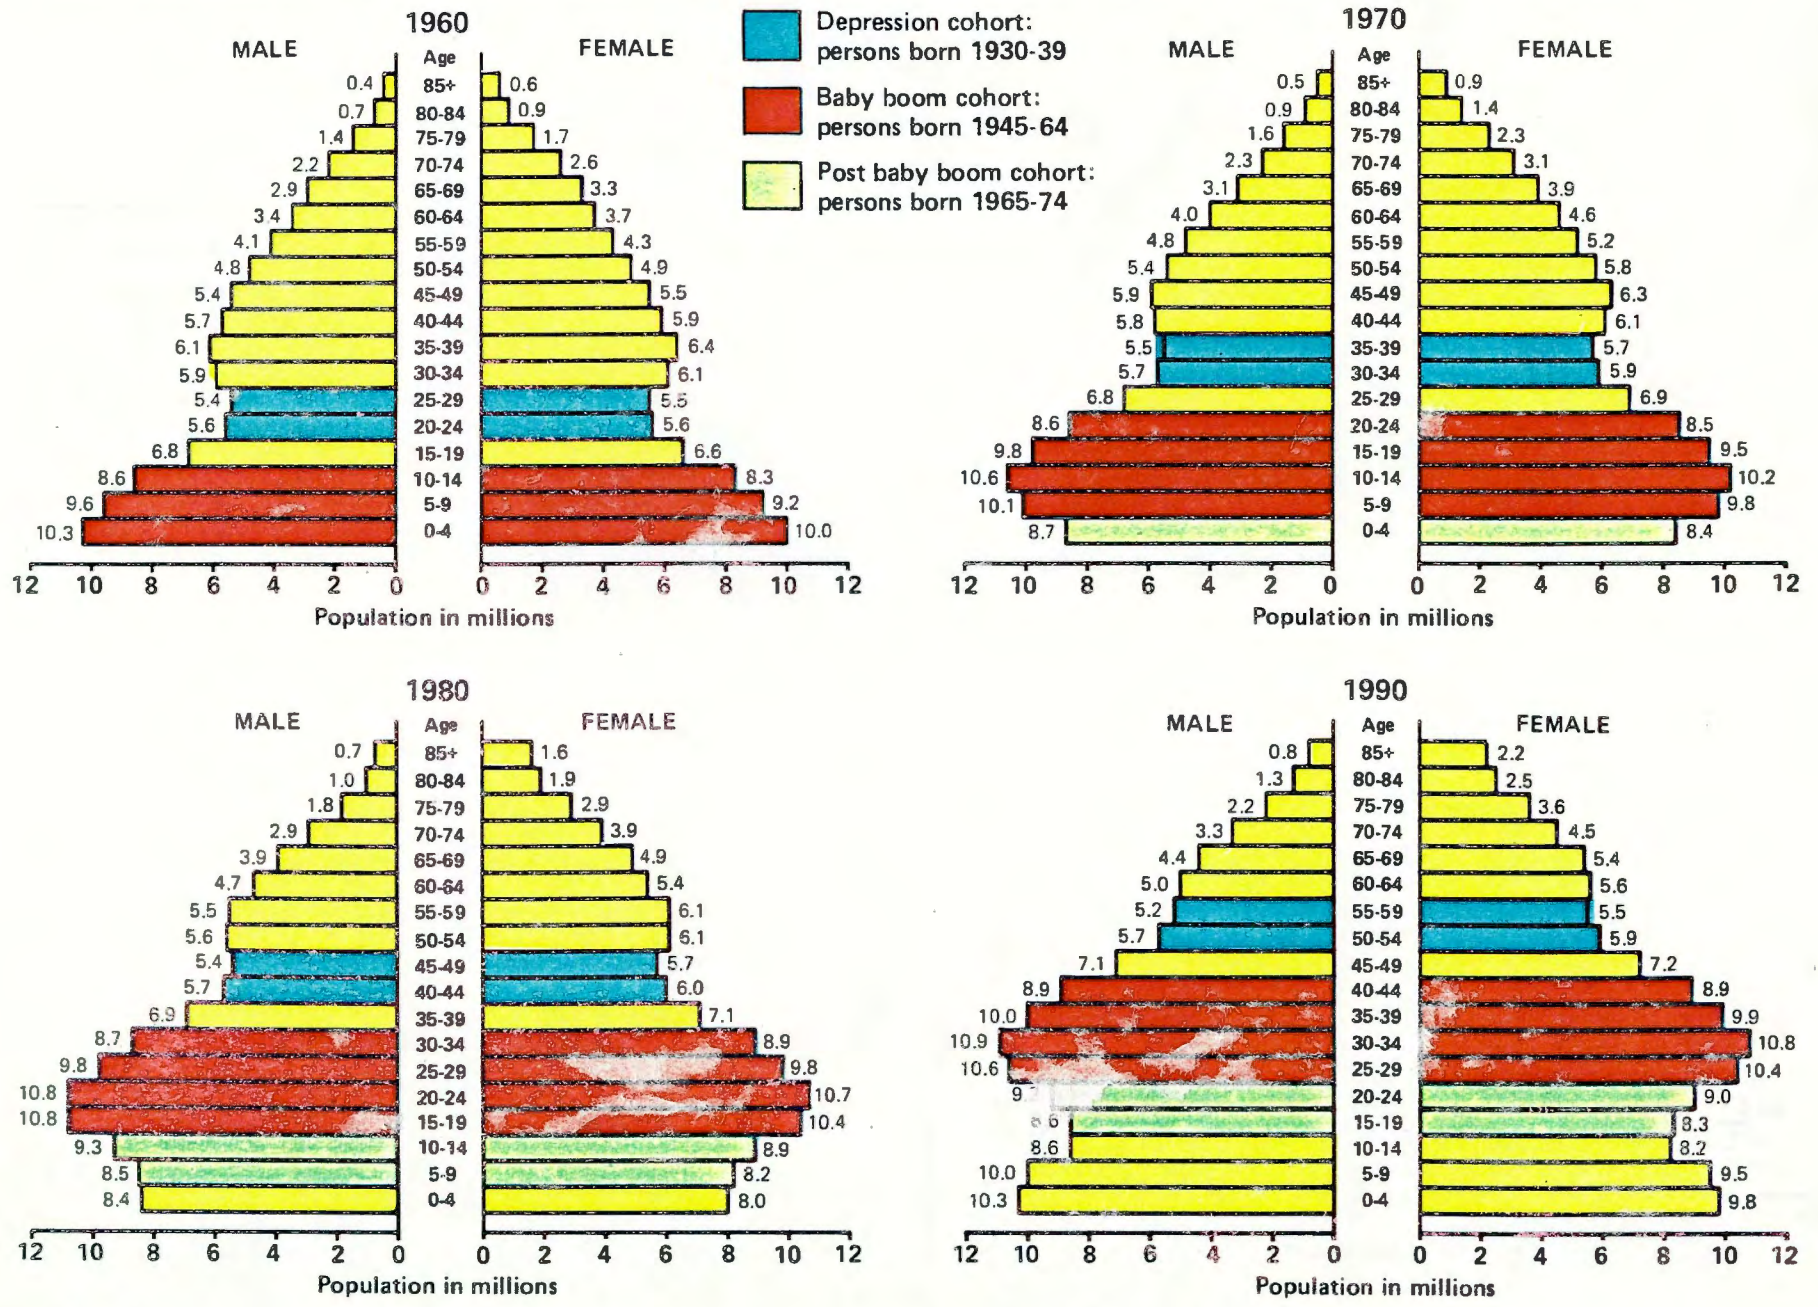 1960
MALE Age FEMALE
0.4 85+ 0.6
0.7 80-84 0.9
1.4 75-79 1.7
2.2 70-74 2.6
2.9 65-69 3.3
3.4 60-64 3.7
4.1 55-59 4.3
4.8 50-54 4.9
5.4 45-49 5.5
5.7 40-44 5.9
6.1 35-39 6.4
5.9 30-34 6.1
5.4 25-29 5.5
5.6 20-24 5.6
6.8 15-19 6.6
8.6 10-14 8.3
9.6 5-9 9.2
10.3 0-4 10.0
12 10 8 6 4 2 0 0 2 4 6 8 10 12
Population in millions
Depression cohort:
persons born 1930-39
Baby boom cohort:
persons born 1945-64
Post baby boom cohort:
persons born 1965-74
1970
MALE Age FEMALE
0.5 85+ 0.9
0.9 80-84 1.4
1.6 75-79 2.3
2.3 70-74 3.1
3.1 65-69 3.9
4.0 60-64 4.6
4.8 55-59 5.2
5.4 50-54 5.8
5.9 45-49 6.3
5.8 40-44 6.1
5.5 35-39 5.7
5.7 30-34 5.9
6.8 25-29 6.9
8.6 20-24 8.5
9.8 15-19 9.5
10.6 10-14 10.2
10.1 5-9 9.8
8.7 0-4 8.4
12 10 8 6 4 2 0 0 2 4 6 8 10 12
Population in millions
1980
MALE Age FEMALE
0.7 85+ 1.6
1.0 80-84 1.9
1.8 75-79 2.9
2.9 70-74 3.9
3.9 65-69 4.9
4.7 60-64 5.4
5.5 55-59 6.1
5.6 50-54 6.1
5.4 45-49 5.7
5.7 40-44 6.0
6.9 35-39 7.1
8.7 30-34 8.9
9.8 25-29 9.8
10.8 20-24 10.7
10.8 15-19 10.4
9.3 10-14 8.9
8.5 5-9 8.2
8.4 0-4 8.0
12 10 8 6 4 2 0 0 2 4 6 8 10 12
Population in millions
1990
MALE Age FEMALE
0.8 85+ 2.2
1.3 80-84 2.5
2.2 75-79 3.6
3.3 70-74 4.5
4.4 65-69 5.4
5.0 60-64 5.6
5.2 55-59 5.5
5.7 50-54 5.9
7.1 45-49 7.2
8.9 40-44 8.9
10.0 35-39 9.9
10.9 30-34 10.8
10.6 25-29 10.4
20-24 9.0
15-19 8.3
8.6 10-14 8.2
10.0 5-9 9.5
10.3 0-4 9.8
12 10 8 6 4 2 0 0 2 4 6 8 10 12
Population in millions